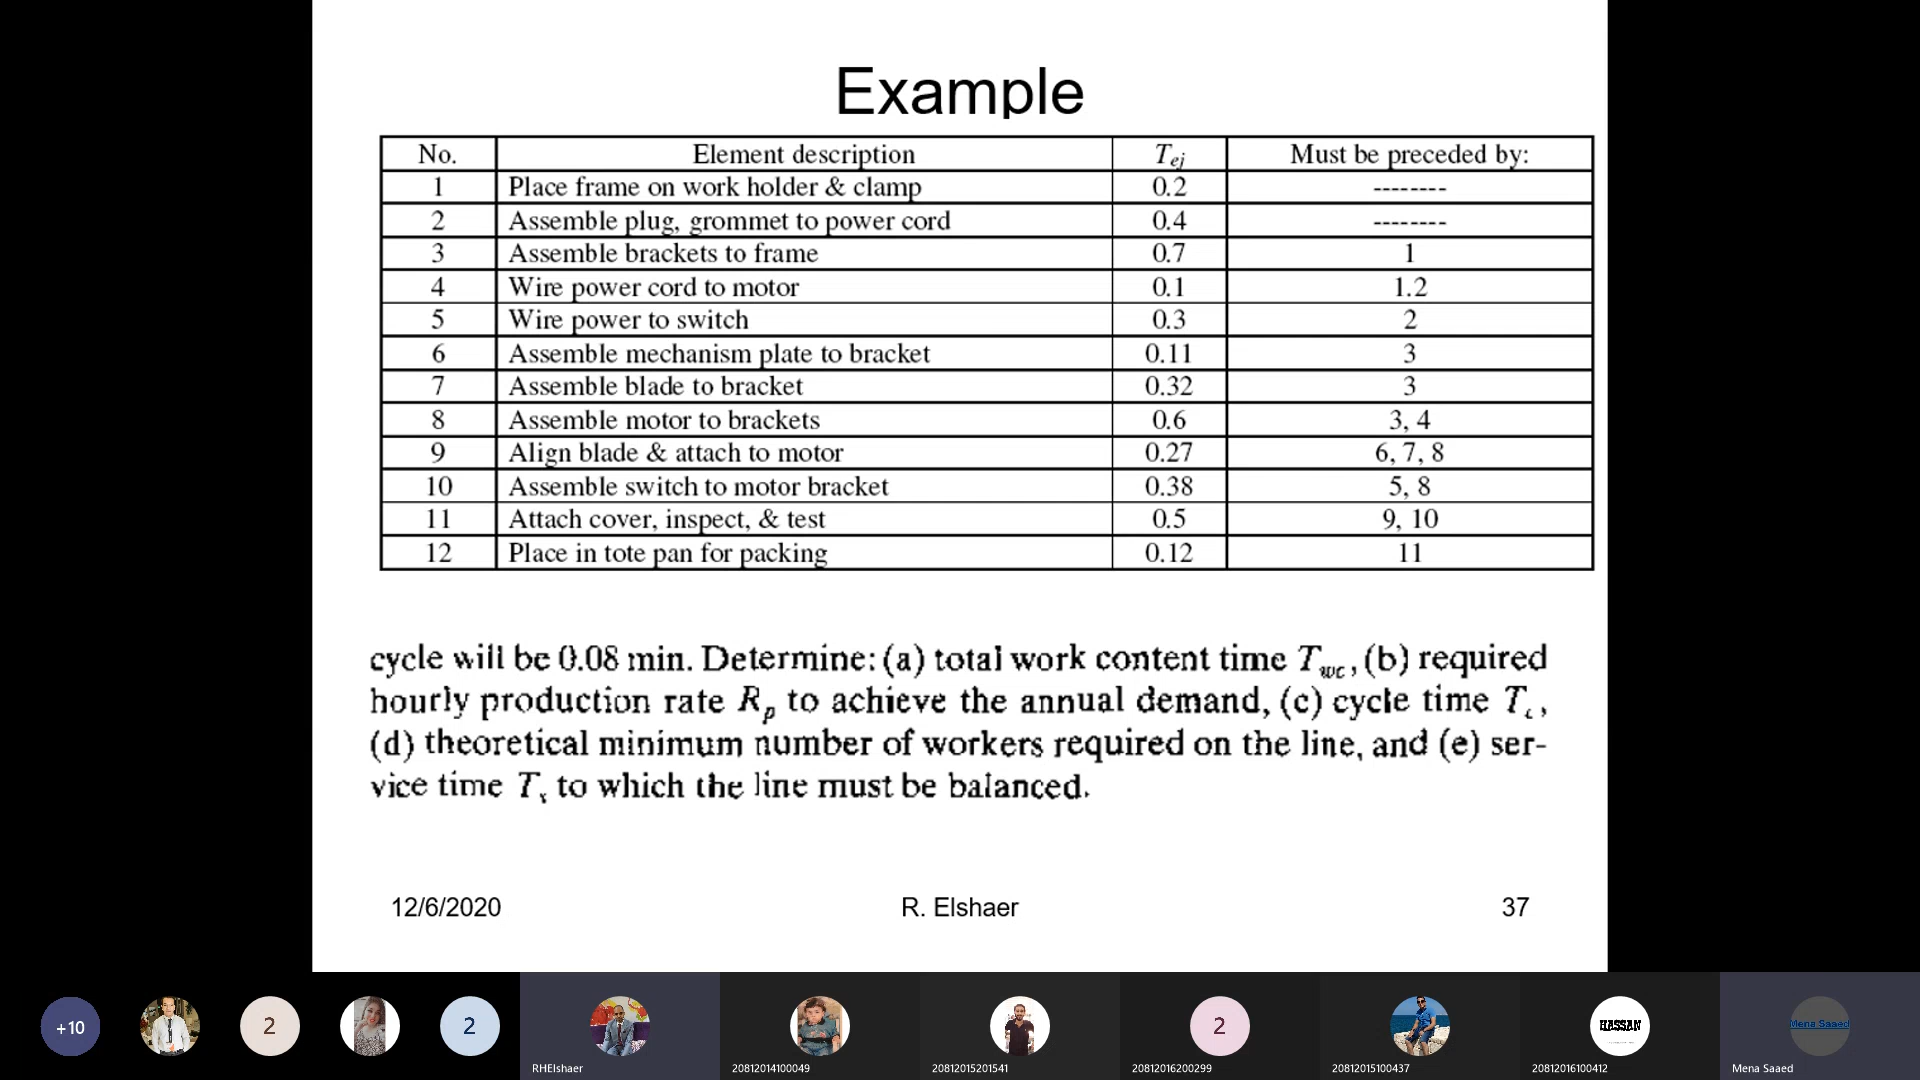 Example
No. Element description Tej Must be preceded by:
1 Place frame on work holder & clamp 0.2 --------
2 Assemble plug, grommet to power cord 0.4 --------
3 Assemble brackets to frame 0.7 1
4 Wire power cord to motor 0.1 1.2
5 Wire power to switch 0.3 2
6 Assemble mechanism plate to bracket 0.11 3
7 Assemble blade to bracket 0.32 3
8 Assemble motor to brackets 0.6 3, 4
9 Align blade & attach to motor 0.27 6, 7, 8
10 Assemble switch to motor bracket 0.38 5, 8
11 Attach cover, inspect, & test 0.5 9, 10
12 Place in tote pan for packing 0.12 11
cycle will be 0.08 min. Determine: (a) total work content time Twc, (b) required
hourly production rate Rp to achieve the annual demand, (c) cycle time Tc,
(d) theoretical minimum number of workers required on the line, and (e) ser-
vice time Ts to which the line must be balanced.
12/6/2020 R. Elshaer 37
+10 2 2 2 HASSAN Mena Saaed
RHElshaer 20812014100049 20812015201541 20812016200299 20812015100437 20812016100412 Mena Saaed